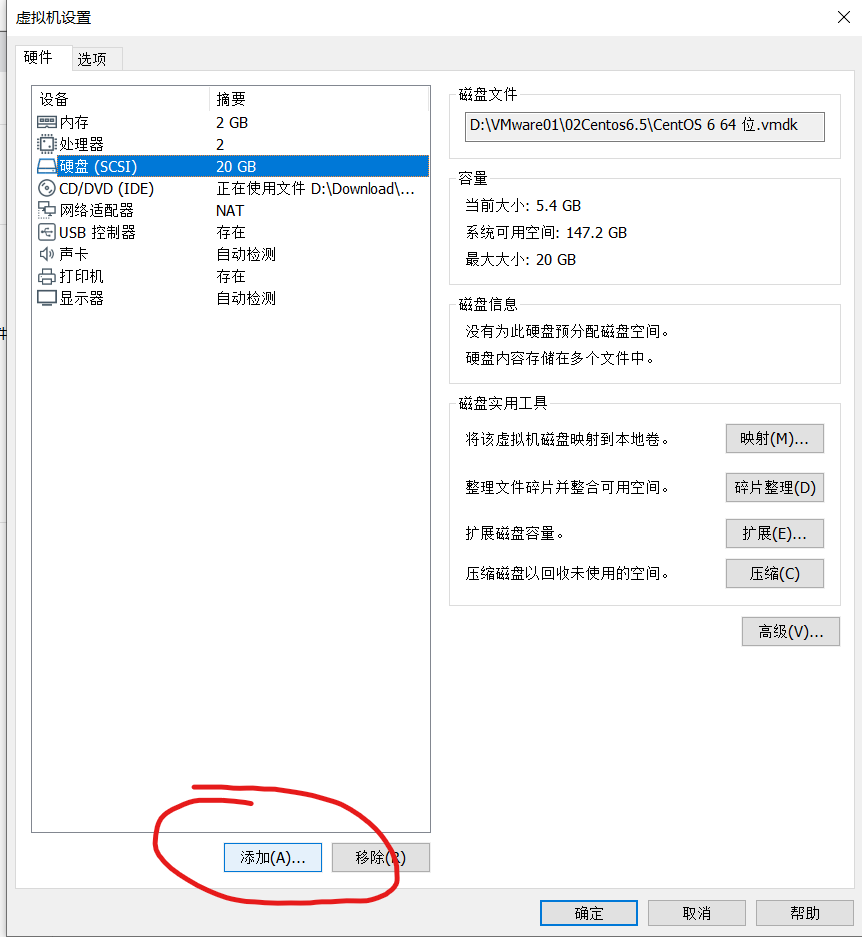 虚拟机设置
硬件 选项
设备 摘要
内存 2 GB
处理器 2
硬盘 (SCSI) 20 GB
CD/DVD (IDE) 正在使用文件 D:\Download\...
网络适配器 NAT
USB 控制器 存在
声卡 自动检测
打印机 存在
显示器 自动检测
添加(A)... 移除(R)
磁盘文件
D:\VMware01\02Centos6.5\CentOS 6 64 位.vmdk
容量
当前大小: 5.4 GB
系统可用空间: 147.2 GB
最大大小: 20 GB
磁盘信息
没有为此硬盘预分配磁盘空间。
硬盘内容存储在多个文件中。
磁盘实用工具
将该虚拟机磁盘映射到本地卷。 映射(M)...
整理文件碎片并整合可用空间。 碎片整理(D)
扩展磁盘容量。 扩展(E)...
压缩磁盘以回收未使用的空间。 压缩(C)
高级(V)...
确定 取消 帮助